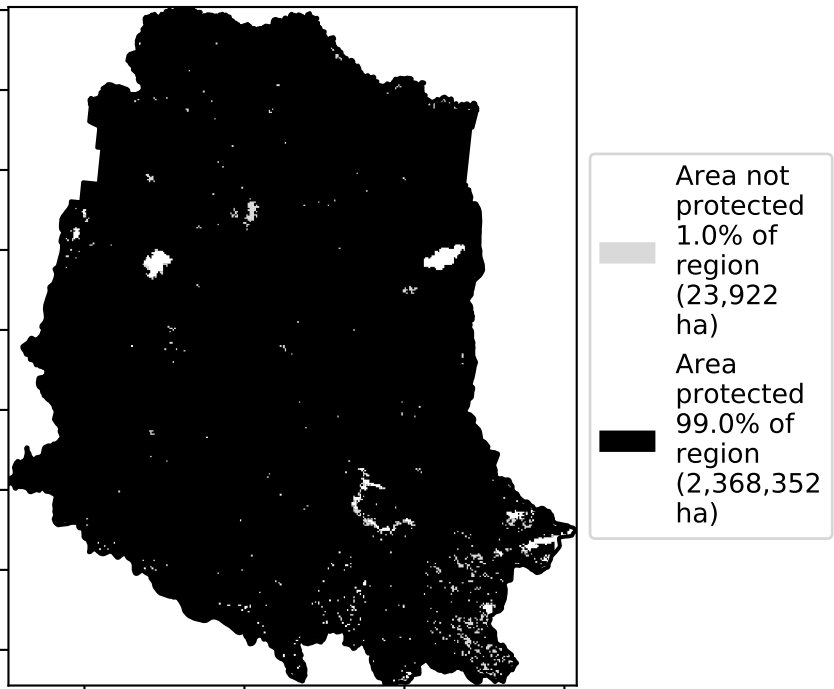 Area not
protected
1.0% of
region
(23,922
ha)
Area
protected
99.0% of
region
(2,368,352
ha)